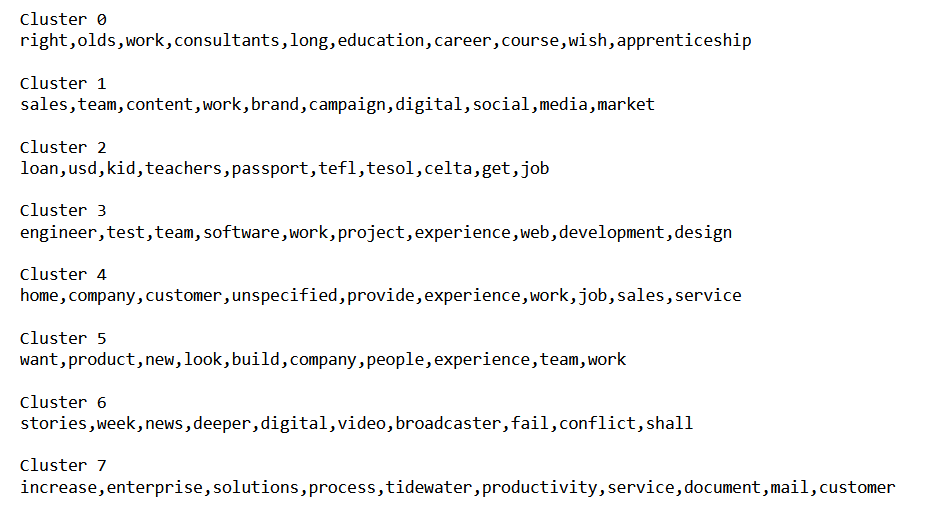 Cluster 0
right,olds,work,consultants,long,education,career,course,wish,apprenticeship
Cluster 1
sales,team,content,work,brand,campaign,digital,social,media,market
Cluster 2
loan,usd,kid,teachers,passport,tefl,tesol,celta,get,job
Cluster 3
engineer,test,team,software,work,project,experience,web,development,design
Cluster 4
home,company,customer,unspecified,provide,experience,work,job,sales,service
Cluster 5
want,product,new,look,build,company,people,experience,team,work
Cluster 6
stories,week,news,deeper,digital,video,broadcaster,fail,conflict,shall
Cluster 7
increase,enterprise,solutions,process,tidewater,productivity,service,document,mail,customer